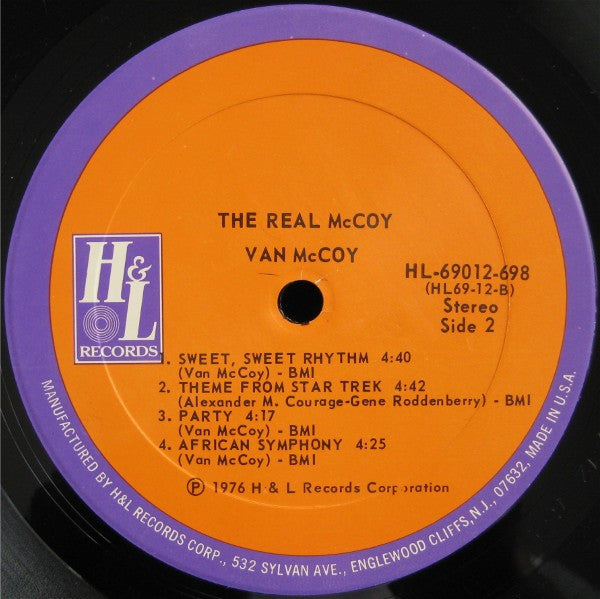 THE REAL McCOY
VAN McCOY
HL-69012-698
(HL69-12-B)
Stereo
Side 2
H&L
RECORDS
1. SWEET, SWEET RHYTHM 4:40
(Van McCoy) - BMI
2. THEME FROM STAR TREK 4:42
(Alexander M. Courage-Gene Roddenberry) - BMI
3. PARTY 4:17
(Van McCoy) - BMI
4. AFRICAN SYMPHONY 4:25
(Van McCoy) - BMI
℗ 1976 H & L Records Corporation
MANUFACTURED BY H&L RECORDS CORP., 532 SYLVAN AVE., ENGLEWOOD CLIFFS, N.J., 07632, MADE IN U.S.A.